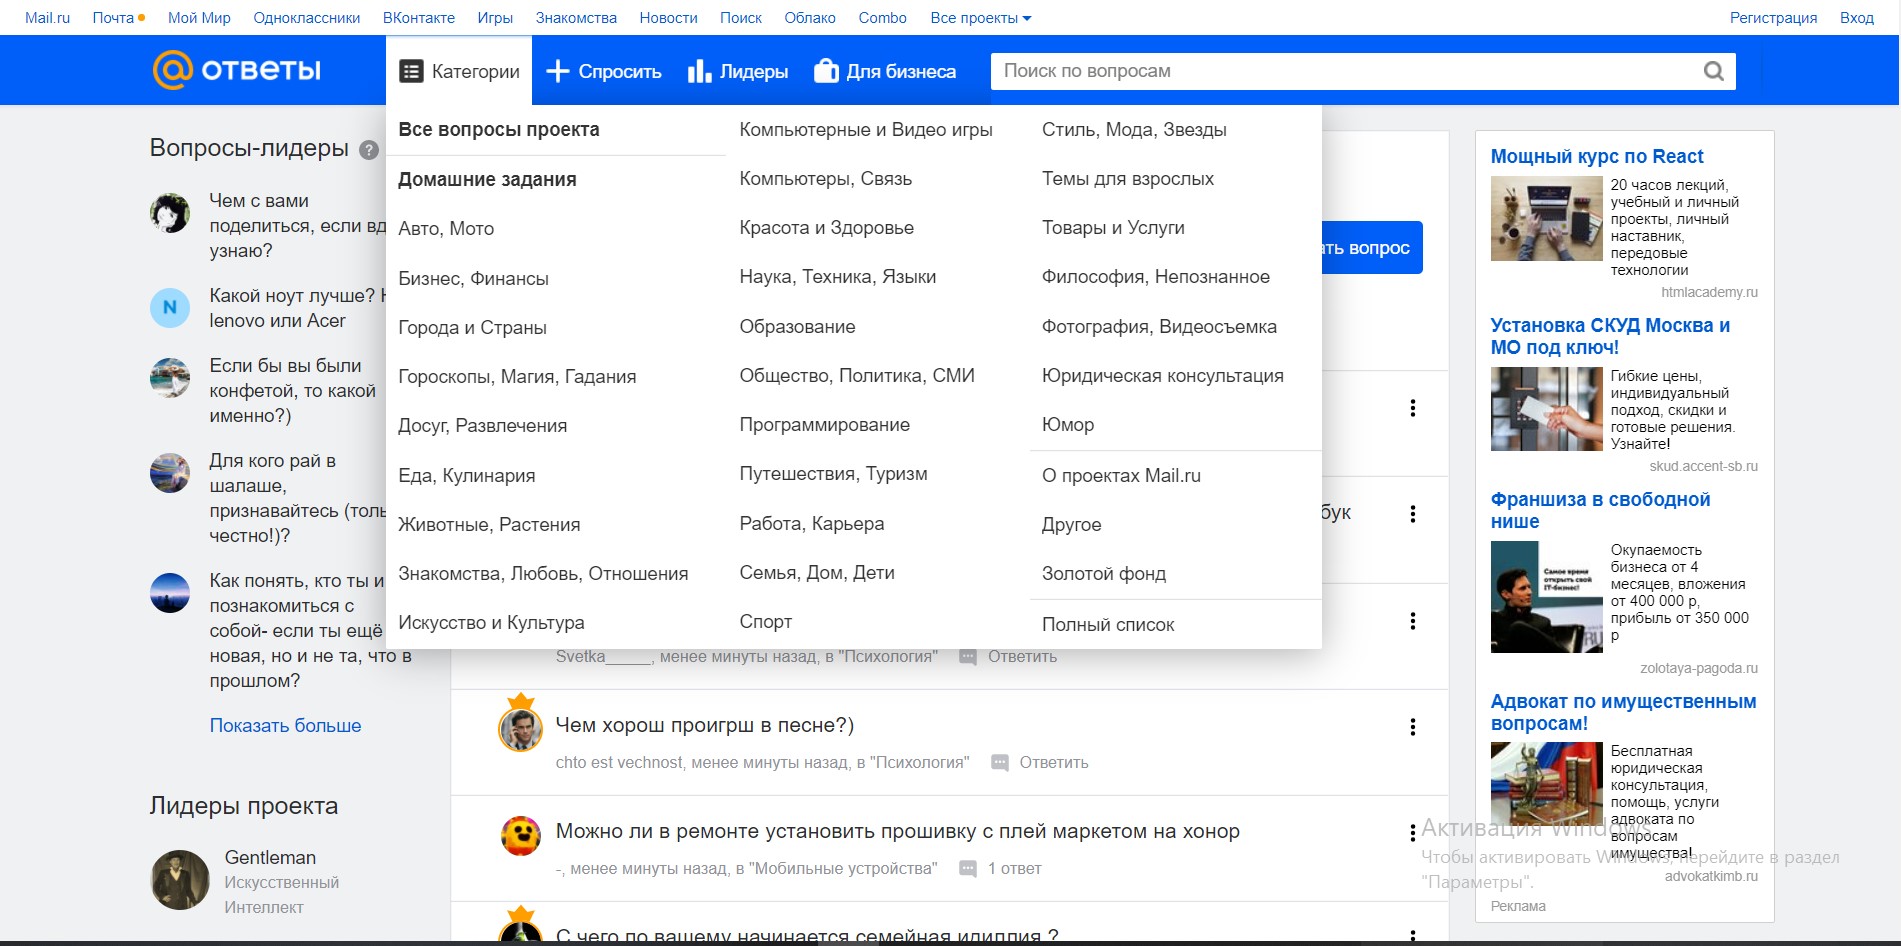 Mail.ru Почта Мой Мир Одноклассники ВКонтакте Игры Знакомства Новости Поиск Облако Combo Все проекты Регистрация Вход
ответы Категории Спросить Лидеры Для бизнеса Поиск по вопросам
Вопросы-лидеры ?
Чем с вами
поделиться, если вд
узнаю?
N
Какой ноут лучше?
lenovo или Acer
Если бы вы были
конфетой, то какой
именно?)
Для кого рай в
шалаше,
признавайтесь (толь
честно!)?
Как понять, кто ты и
познакомиться с
собой- если ты ещё
новая, но и не та, что в
прошлом?
Показать больше
Лидеры проекта
Gentleman
Искусственный
Интеллект
Все вопросы проекта
Домашние задания
Авто, Мото
Бизнес, Финансы
Города и Страны
Гороскопы, Магия, Гадания
Досуг, Развлечения
Еда, Кулинария
Животные, Растения
Знакомства, Любовь, Отношения
Искусство и Культура
Компьютерные и Видео игры
Компьютеры, Связь
Красота и Здоровье
Наука, Техника, Языки
Образование
Общество, Политика, СМИ
Программирование
Путешествия, Туризм
Работа, Карьера
Семья, Дом, Дети
Спорт
Стиль, Мода, Звезды
Темы для взрослых
Товары и Услуги
Философия, Непознанное
Фотография, Видеосъемка
Юридическая консультация
Юмор
О проектах Mail.ru
Другое
Золотой фонд
Полный список
ать вопрос
бук
Svetka_____, менее минуты назад, в "Психология" Ответить
Чем хорош проигрш в песне?)
chto est vechnost, менее минуты назад, в "Психология" Ответить
Можно ли в ремонте установить прошивку с плей маркетом на хонор
-, менее минуты назад, в "Мобильные устройства" 1 ответ
С чего по вашему начинается семейная идиллия ?
Мощный курс по React
20 часов лекций,
учебный и личный
проекты, личный
наставник,
передовые
технологии
htmlacademy.ru
Установка СКУД Москва и
МО под ключ!
Гибкие цены,
индивидуальный
подход, скидки и
готовые решения.
Узнайте!
skud.accent-sb.ru
Франшиза в свободной
нише
Самое время
открыть свой
IT-бизнес!
Окупаемость
бизнеса от 4
месяцев, вложения
от 400 000 р,
прибыль от 350 000
р
zolotaya-pagoda.ru
Адвокат по имущественным
вопросам!
Бесплатная
юридическая
консультация,
помощь, услуги
адвоката по
вопросам
имущества!
advokatkimb.ru
Реклама
Активация Windows
Чтобы активировать Windows, перейдите в раздел
"Параметры".